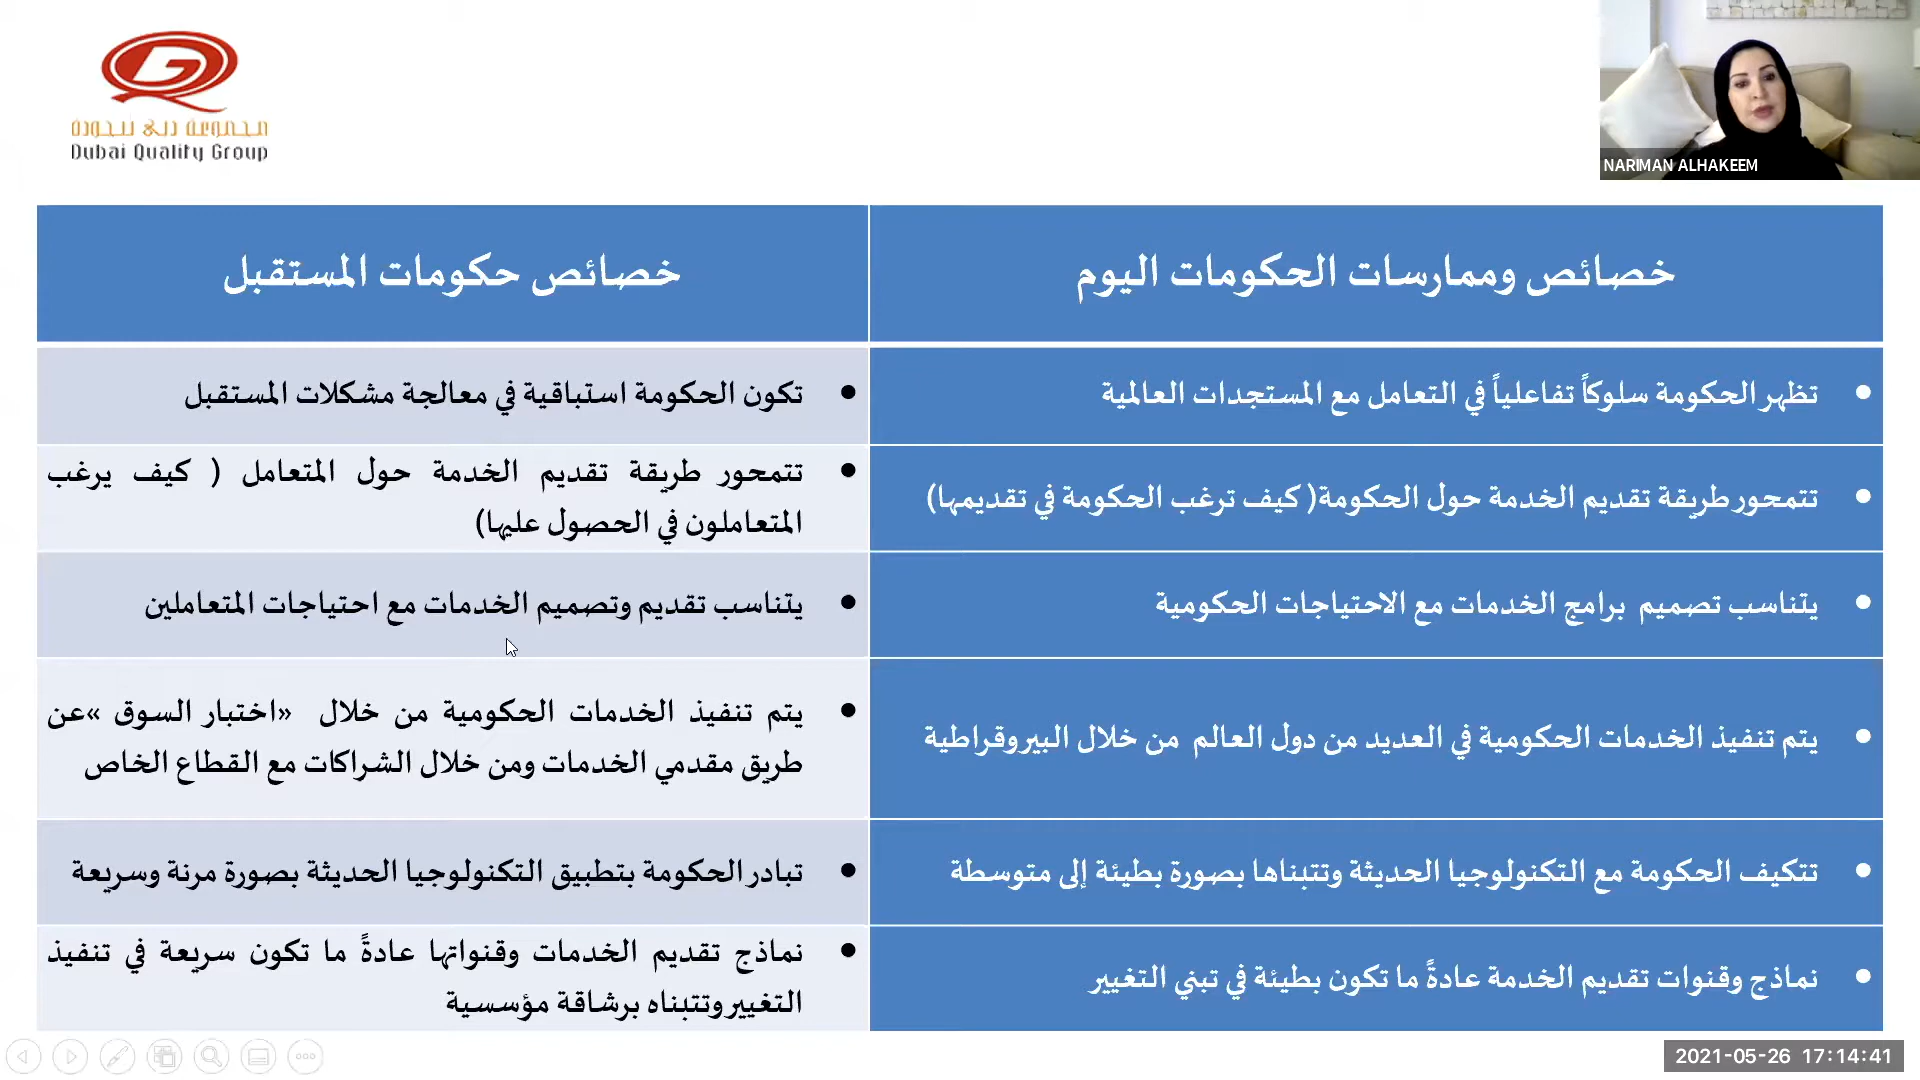 مجموعة دبي للجودة
Dubai Quality Group
NARIMAN ALHAKEEM
خصائص وممارسات الحكومات اليوم
خصائص حكومات المستقبل
• تظهر الحكومة سلوكاً تفاعلياً في التعامل مع المستجدات العالمية
• تكون الحكومة استباقية في معالجة مشكلات المستقبل
• تتمحور طريقة تقديم الخدمة حول الحكومة( كيف ترغب الحكومة في تقديمها)
• تتمحور طريقة تقديم الخدمة حول المتعامل ( كيف يرغب
المتعاملون في الحصول عليها)
• يتناسب تصميم برامج الخدمات مع الاحتياجات الحكومية
• يتناسب تقديم وتصميم الخدمات مع احتياجات المتعاملين
• يتم تنفيذ الخدمات الحكومية في العديد من دول العالم من خلال البيروقراطية
• يتم تنفيذ الخدمات الحكومية من خلال «اختبار السوق »عن
طريق مقدمي الخدمات ومن خلال الشراكات مع القطاع الخاص
• تتكيف الحكومة مع التكنولوجيا الحديثة وتتبناها بصورة بطيئة إلى متوسطة
• تبادر الحكومة بتطبيق التكنولوجيا الحديثة بصورة مرنة وسريعة
• نماذج وقنوات تقديم الخدمة عادةً ما تكون بطيئة في تبني التغيير
• نماذج تقديم الخدمات وقنواتها عادةً ما تكون سريعة في تنفيذ
التغيير وتتبناه برشاقة مؤسسية
2021-05-26 17:14:41